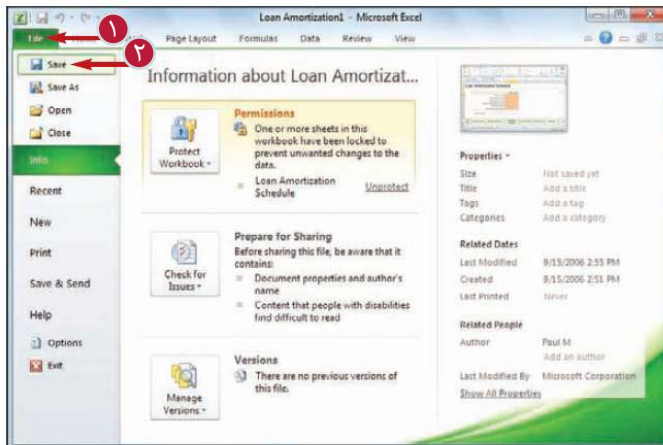 Loan Amortization1 - Microsoft Excel
File Page Layout Formulas Data Review View
۱
۲
Save
Save As
Open
Close
Info
Recent
New
Print
Save & Send
Help
Options
Exit
Information about Loan Amortizat...
Protect
Workbook
Permissions
One or more sheets in this
workbook have been locked to
prevent unwanted changes to the
data.
Loan Amortization
Schedule
Unprotect
Check for
Issues
Prepare for Sharing
Before sharing this file, be aware that it
contains:
Document properties and author's
name
Content that people with disabilities
find difficult to read
Manage
Versions
Versions
There are no previous versions of
this file.
Properties
Size Not saved yet
Title Add a title
Tags Add a tag
Categories Add a category
Related Dates
Last Modified 9/15/2006 2:55 PM
Created 9/15/2006 2:51 PM
Last Printed Never
Related People
Author Paul M
Add an author
Last Modified By Microsoft Corporation
Show All Properties